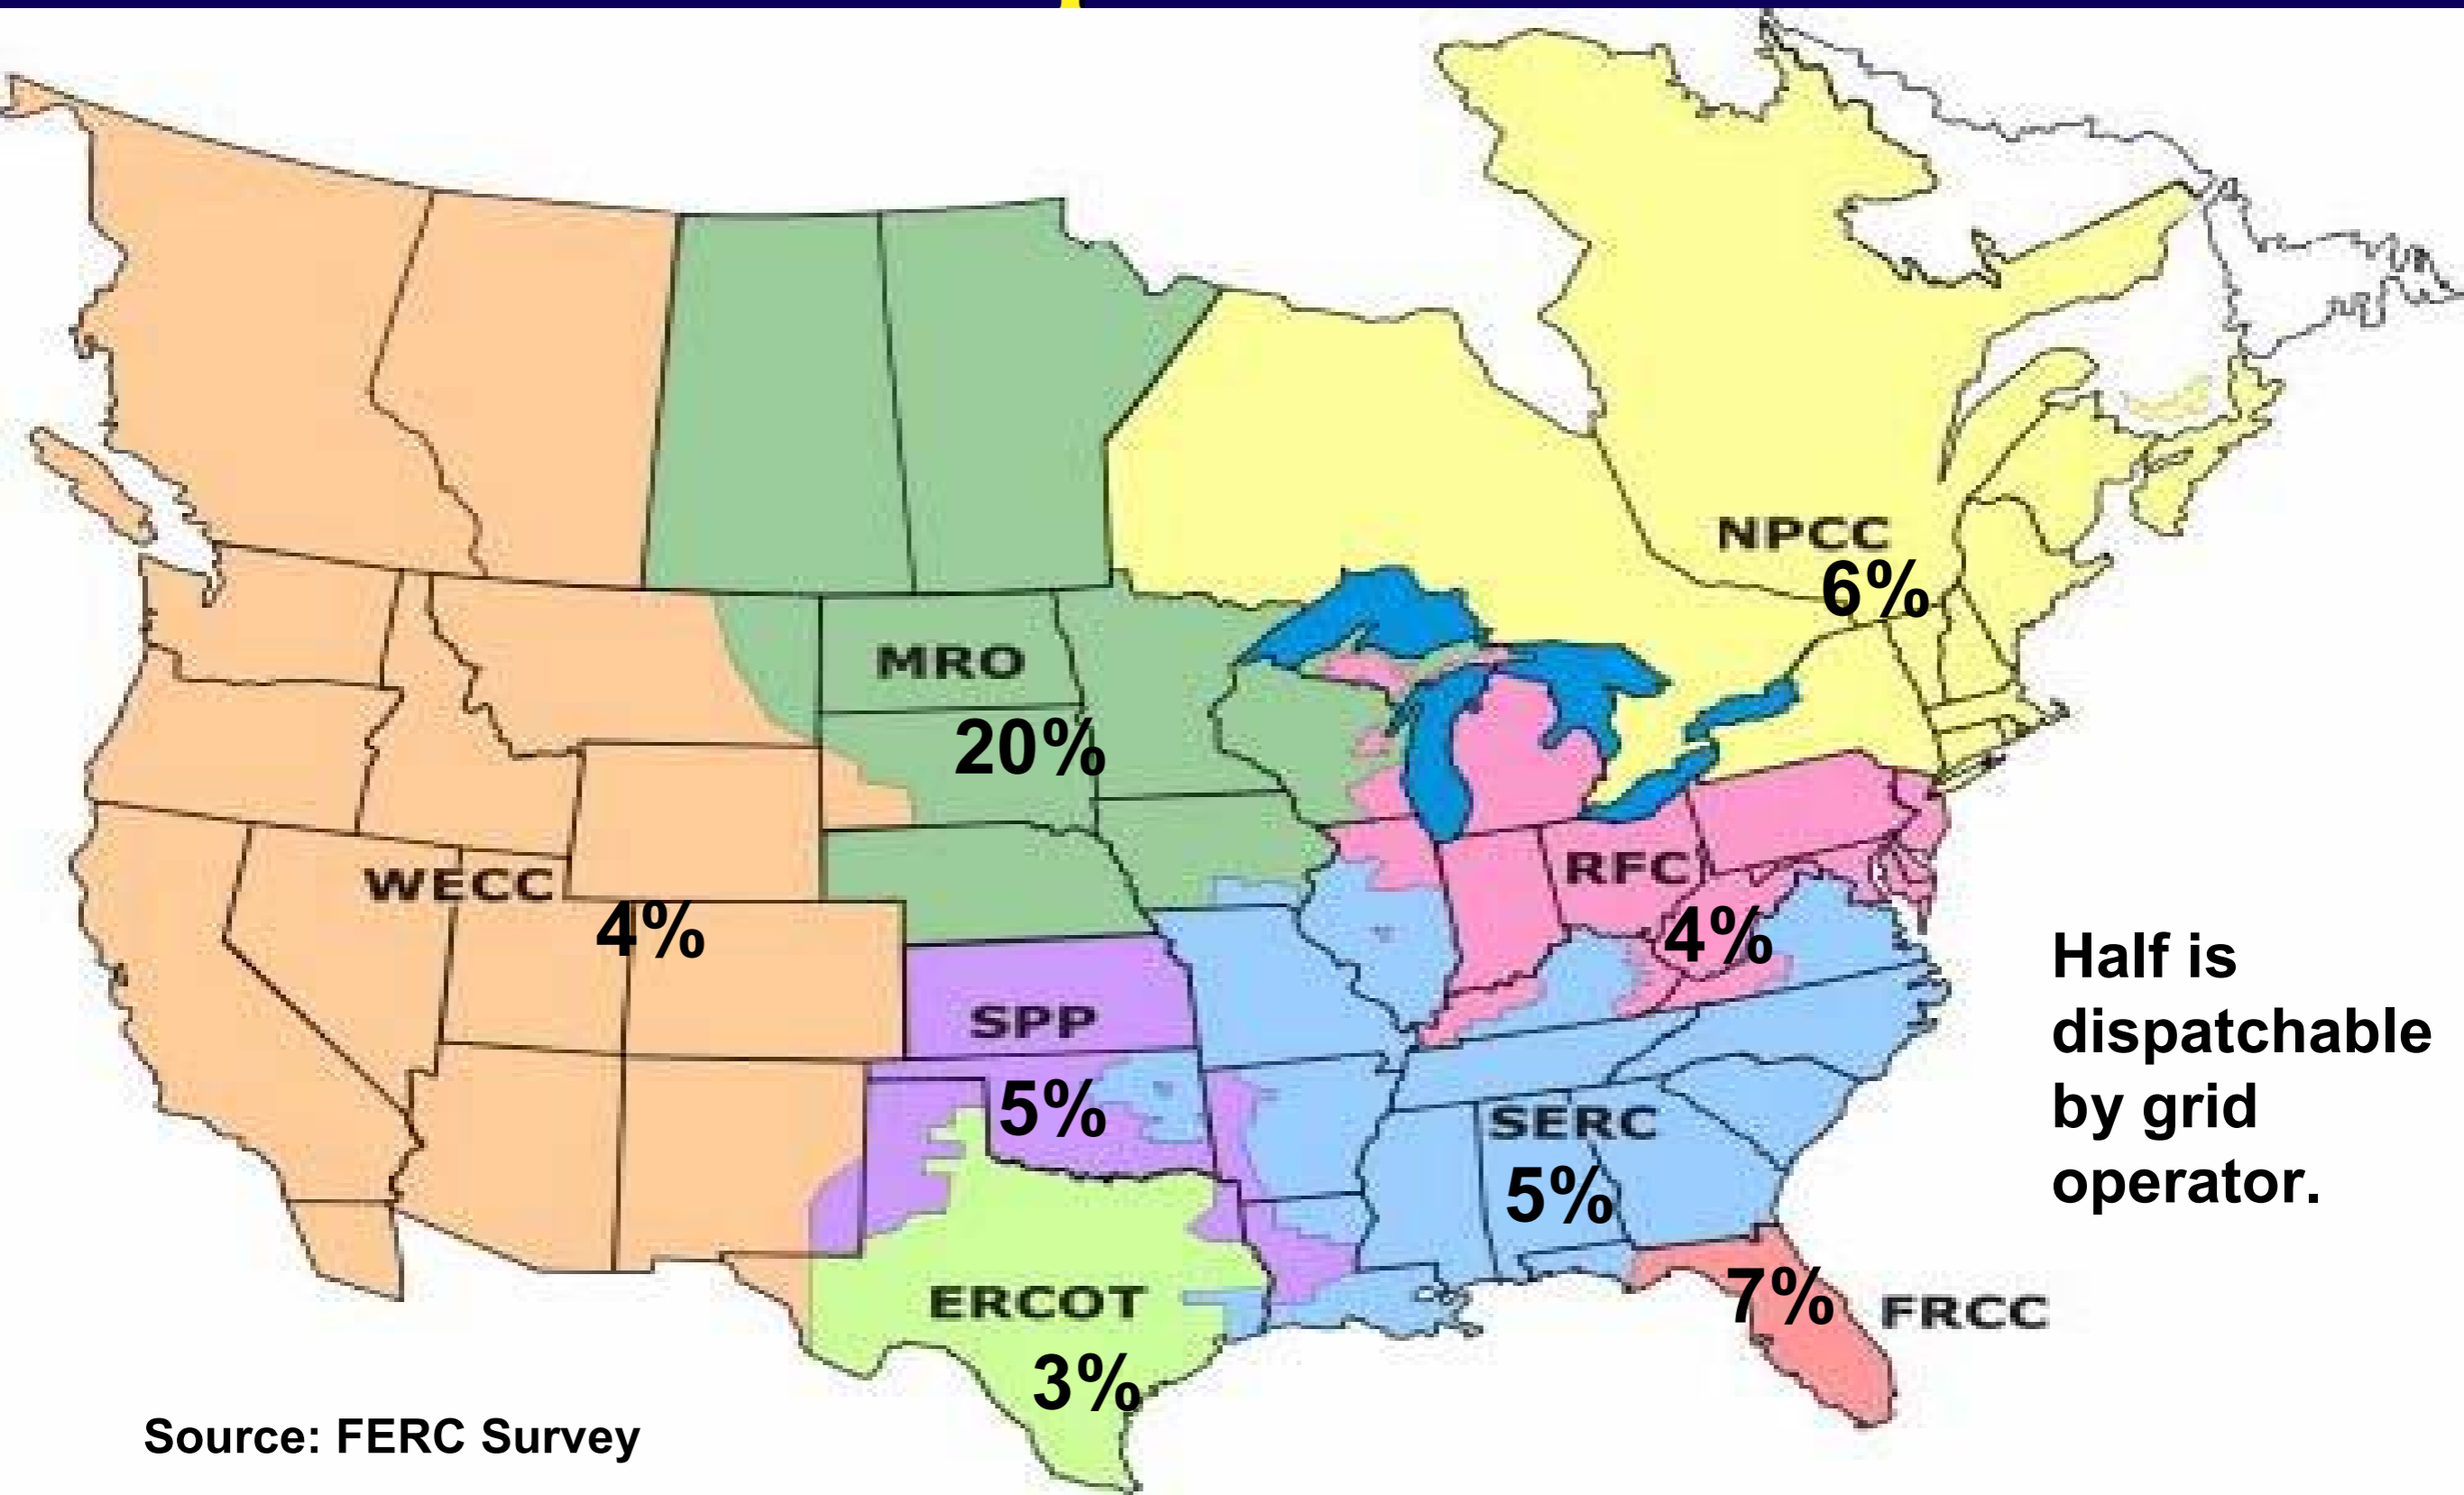 NPCC
6%
MRO
20%
WECC
4%
RFC
4%
SPP
5%
SERC
5%
ERCOT
3%
7%
FRCC
Half is
dispatchable
by grid
operator.
Source: FERC Survey